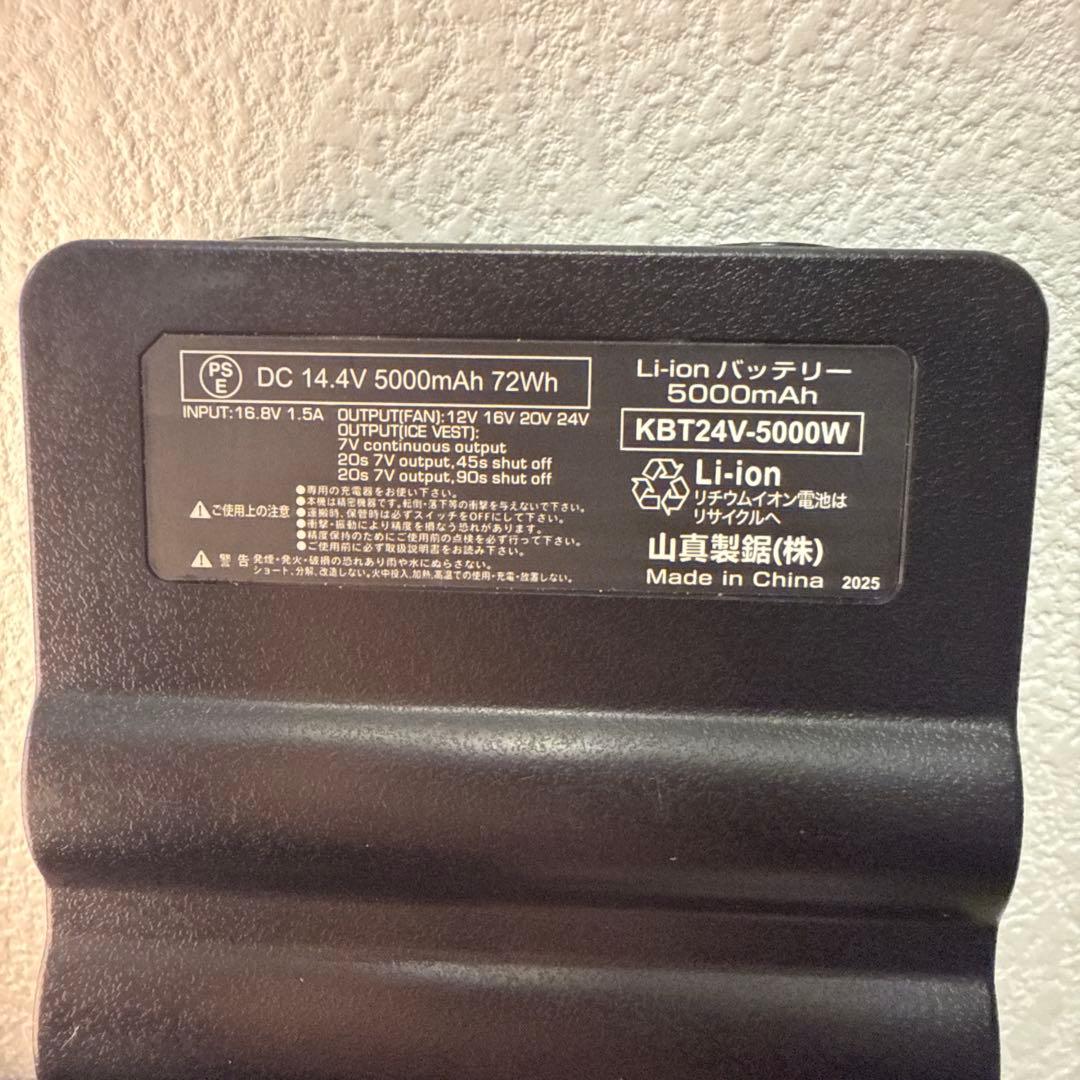 PS
E
DC 14.4V 5000mAh 72Wh
INPUT:16.8V 1.5A OUTPUT(FAN):12V 16V 20V 24V
OUTPUT(ICE VEST):
7V continuous output
20s 7V output,45s shut off
20s 7V output,90s shut off
ご使用上の注意
●専用の充電器をお使い下さい。
●本機は精密機器です。転倒・落下等の衝撃を与えないで下さい。
●運搬時、保管時は必ずスイッチをOFFにして下さい。
●衝撃・振動により精度を損なう恐れがあります。
●精度保持のためにご使用前の点検を必ず行って下さい。
●ご使用前に必ず取扱説明書をお読み下さい。
警告 発煙・発火・破損の恐れあり雨や水にぬらさない。
ショート、分解、改造しない。火中投入、加熱、高温での使用・充電・放置しない。
Li-ion バッテリー
5000mAh
KBT24V-5000W
Li-ion
リチウムイオン電池は
リサイクルへ
山真製鋸(株)
Made in China 2025